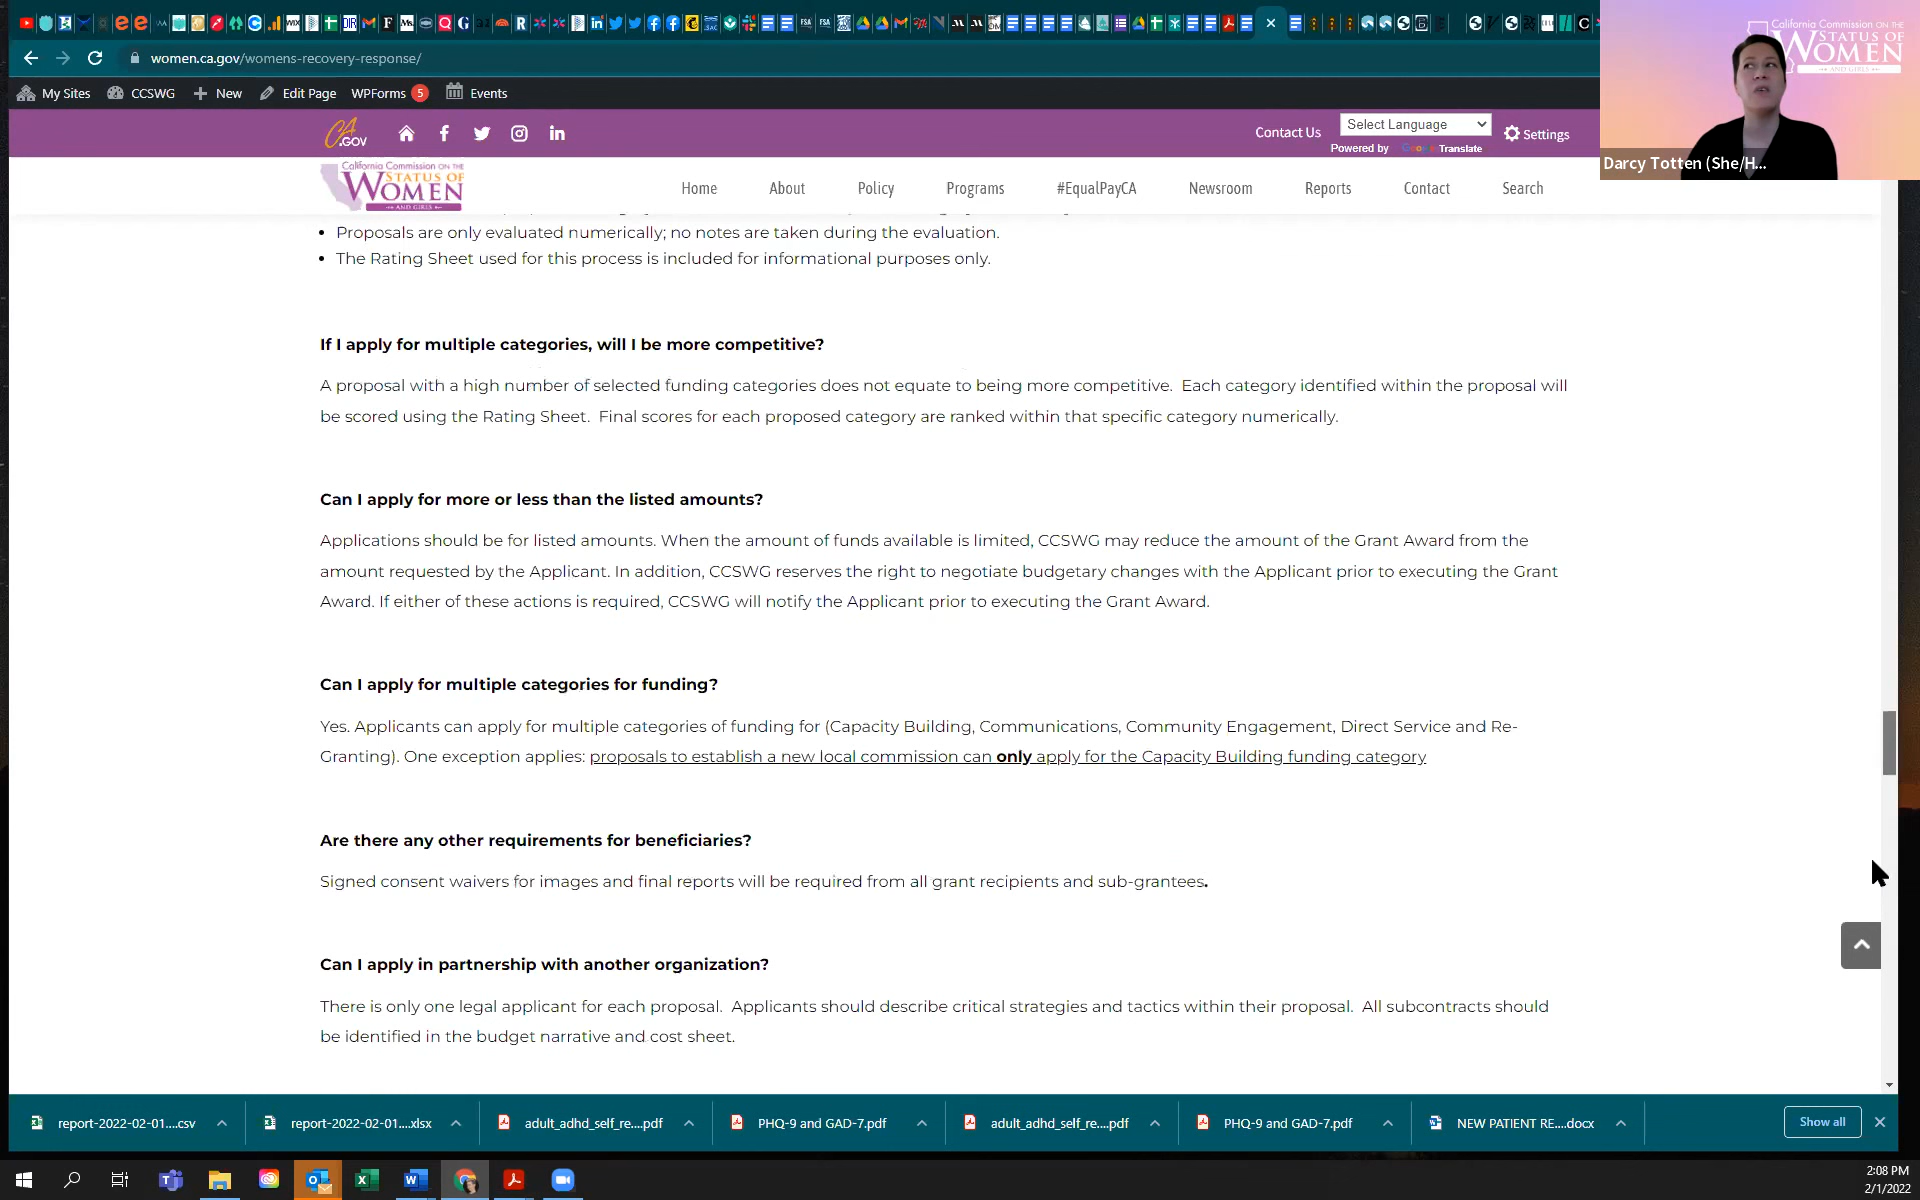 women.ca.gov/womens-recovery-response/
My Sites CCSWG New Edit Page WPForms 5 Events
CA.GOV
Contact Us Select Language Settings
Powered by Google Translate
California Commission ON THE
STATUS OF
WOMEN
AND GIRLS
Home About Policy Programs #EqualPayCA Newsroom Reports Contact Search
California Commission ON THE
STATUS OF
WOMEN
AND GIRLS
Darcy Totten (She/H...
Proposals are only evaluated numerically; no notes are taken during the evaluation.
The Rating Sheet used for this process is included for informational purposes only.
If I apply for multiple categories, will I be more competitive?
A proposal with a high number of selected funding categories does not equate to being more competitive. Each category identified within the proposal will
be scored using the Rating Sheet. Final scores for each proposed category are ranked within that specific category numerically.
Can I apply for more or less than the listed amounts?
Applications should be for listed amounts. When the amount of funds available is limited, CCSWG may reduce the amount of the Grant Award from the
amount requested by the Applicant. In addition, CCSWG reserves the right to negotiate budgetary changes with the Applicant prior to executing the Grant
Award. If either of these actions is required, CCSWG will notify the Applicant prior to executing the Grant Award.
Can I apply for multiple categories for funding?
Yes. Applicants can apply for multiple categories of funding for (Capacity Building, Communications, Community Engagement, Direct Service and Re-
Granting). One exception applies: proposals to establish a new local commission can only apply for the Capacity Building funding category
Are there any other requirements for beneficiaries?
Signed consent waivers for images and final reports will be required from all grant recipients and sub-grantees.
Can I apply in partnership with another organization?
There is only one legal applicant for each proposal. Applicants should describe critical strategies and tactics within their proposal. All subcontracts should
be identified in the budget narrative and cost sheet.
report-2022-02-01....csv report-2022-02-01....xlsx adult_adhd_self_re....pdf PHQ-9 and GAD-7.pdf adult_adhd_self_re....pdf PHQ-9 and GAD-7.pdf NEW PATIENT RE....docx Show all
2:08 PM
2/1/2022